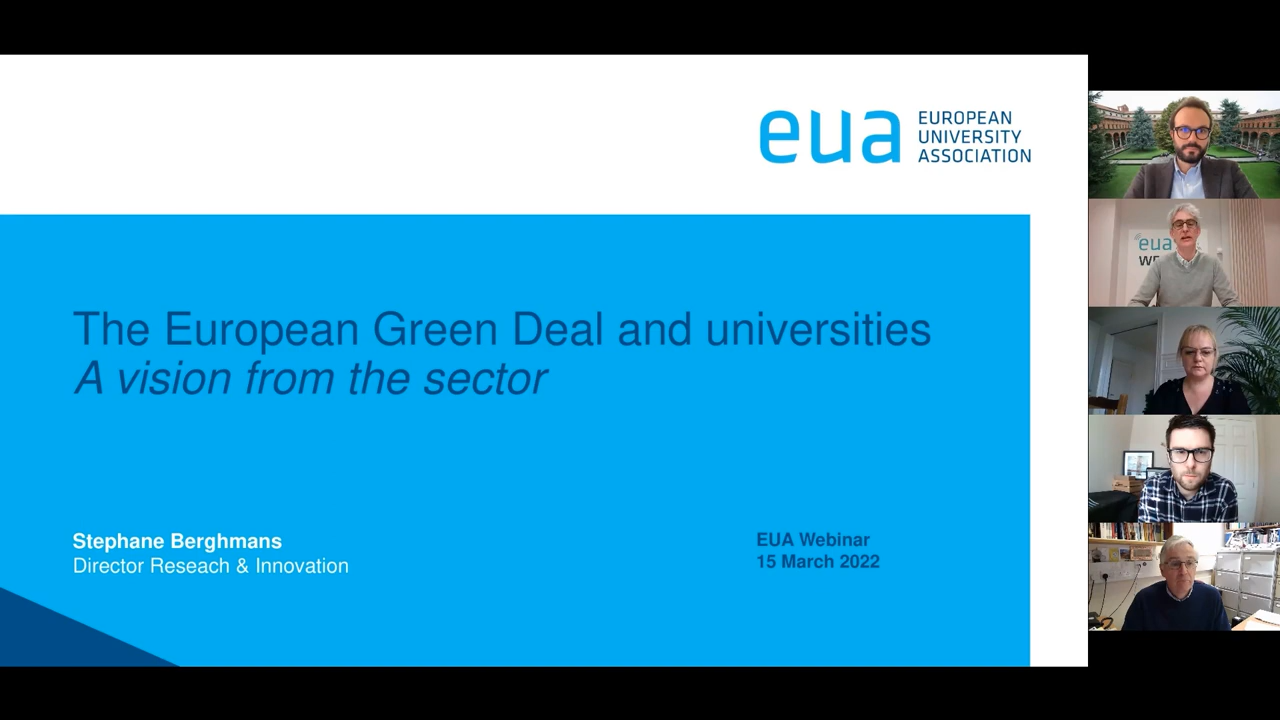 eua EUROPEAN
UNIVERSITY
ASSOCIATION
The European Green Deal and universities
A vision from the sector
Stephane Berghmans
Director Reseach & Innovation
EUA Webinar
15 March 2022
eua